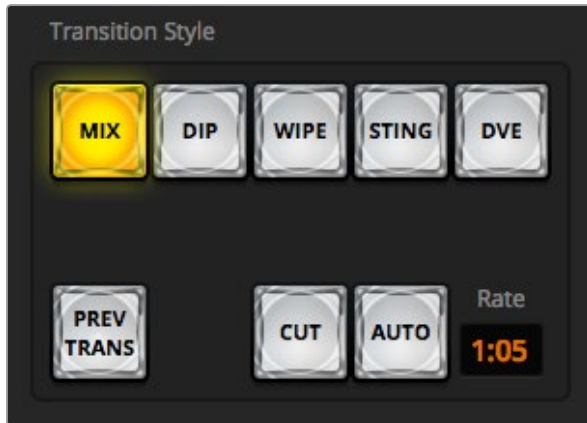 Transition Style
MIX
DIP
WIPE
STING
DVE
PREV
TRANS
CUT
AUTO
Rate
1:05